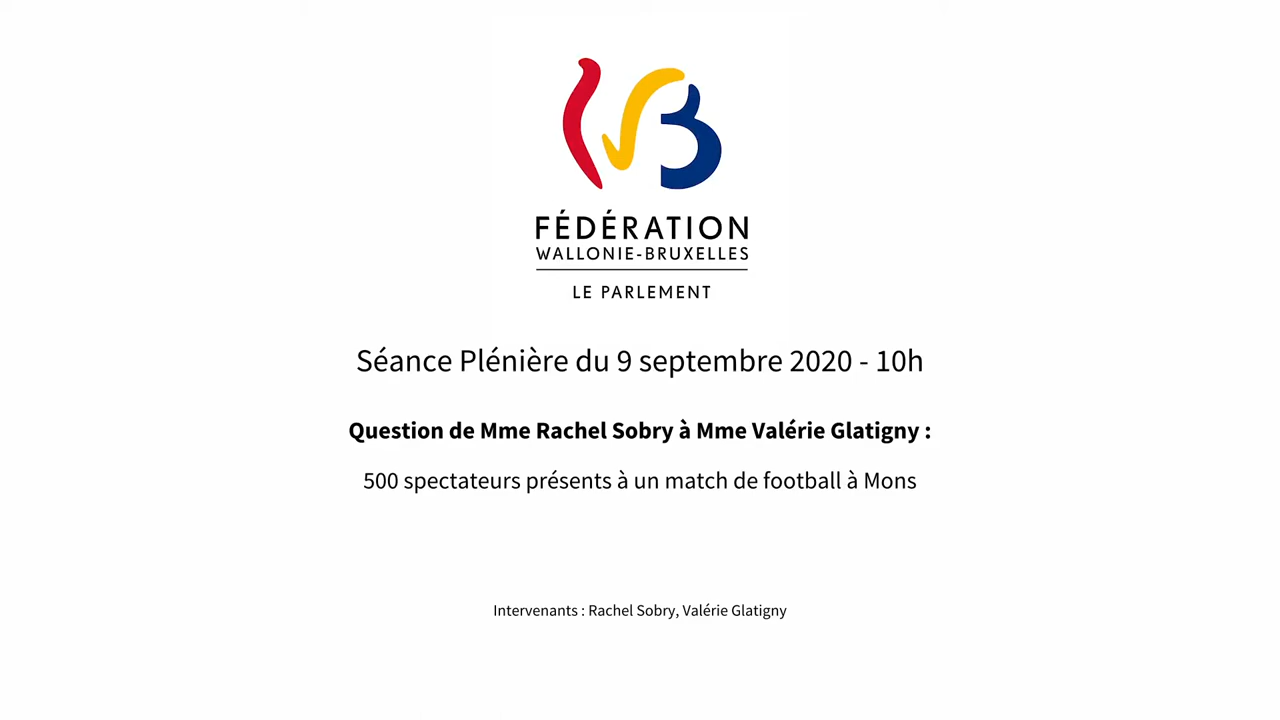 FÉDÉRATION
WALLONIE-BRUXELLES
LE PARLEMENT
Séance Plénière du 9 septembre 2020 - 10h
Question de Mme Rachel Sobry à Mme Valérie Glatigny :
500 spectateurs présents à un match de football à Mons
Intervenants : Rachel Sobry, Valérie Glatigny